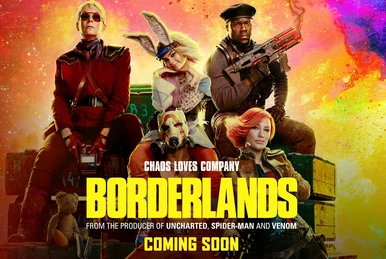 CHAOS LOVES COMPANY
BORDERLANDS
FROM THE PRODUCER OF UNCHARTED, SPIDER-MAN AND VENOM
COMING SOON